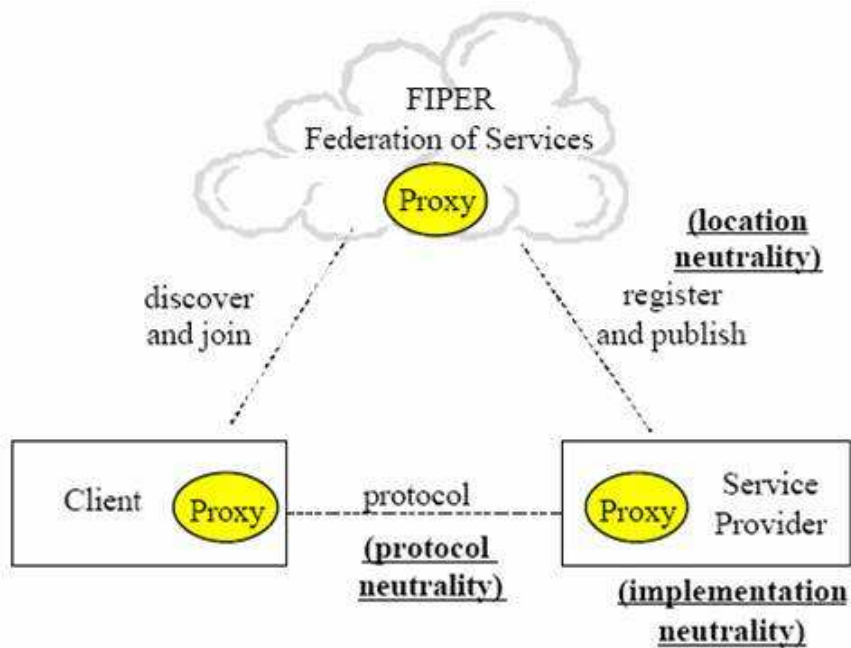 FIPER
Federation of Services
Proxy
(location
neutrality)
discover
and join
register
and publish
Client
Proxy
protocol
(protocol
neutrality)
Proxy
Service
Provider
(implementation
neutrality)